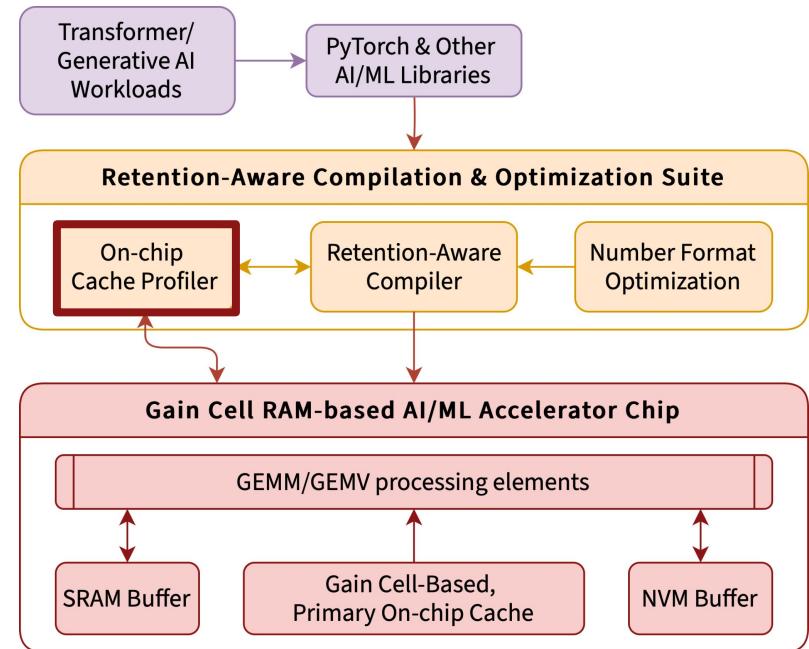 Transformer/
Generative AI
Workloads
PyTorch & Other
AI/ML Libraries
Retention-Aware Compilation & Optimization Suite
On-chip
Cache Profiler
Retention-Aware
Compiler
Number Format
Optimization
Gain Cell RAM-based AI/ML Accelerator Chip
GEMM/GEMV processing elements
SRAM Buffer
Gain Cell-Based,
Primary On-chip Cache
NVM Buffer